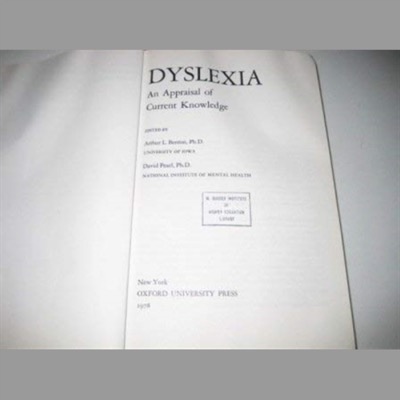 DYSLEXIA
An Appraisal of
Current Knowledge
EDITED BY
Arthur L. Benton, Ph.D.
UNIVERSITY OF IOWA
David Pearl, Ph.D.
NATIONAL INSTITUTE OF MENTAL HEALTH
New York
OXFORD UNIVERSITY PRESS
1978